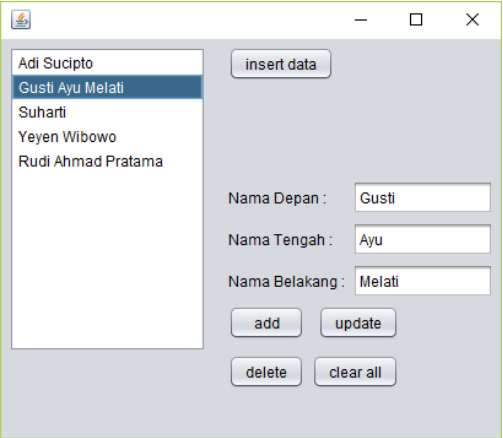 Adi Sucipto
Gusti Ayu Melati
Suharti
Yeyen Wibowo
Rudi Ahmad Pratama
insert data
Nama Depan : Gusti
Nama Tengah : Ayu
Nama Belakang : Melati
add update
delete clear all